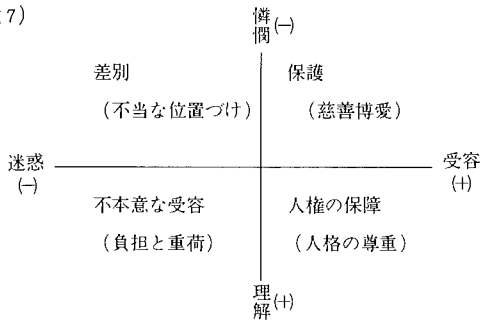 7)
憐憫(−)
差別
保護
(不当な位置づけ)
(慈善博愛)
迷惑
(−)
受容
(+)
不本意な受容
人権の保障
(負担と重荷)
(人格の尊重)
理解(+)